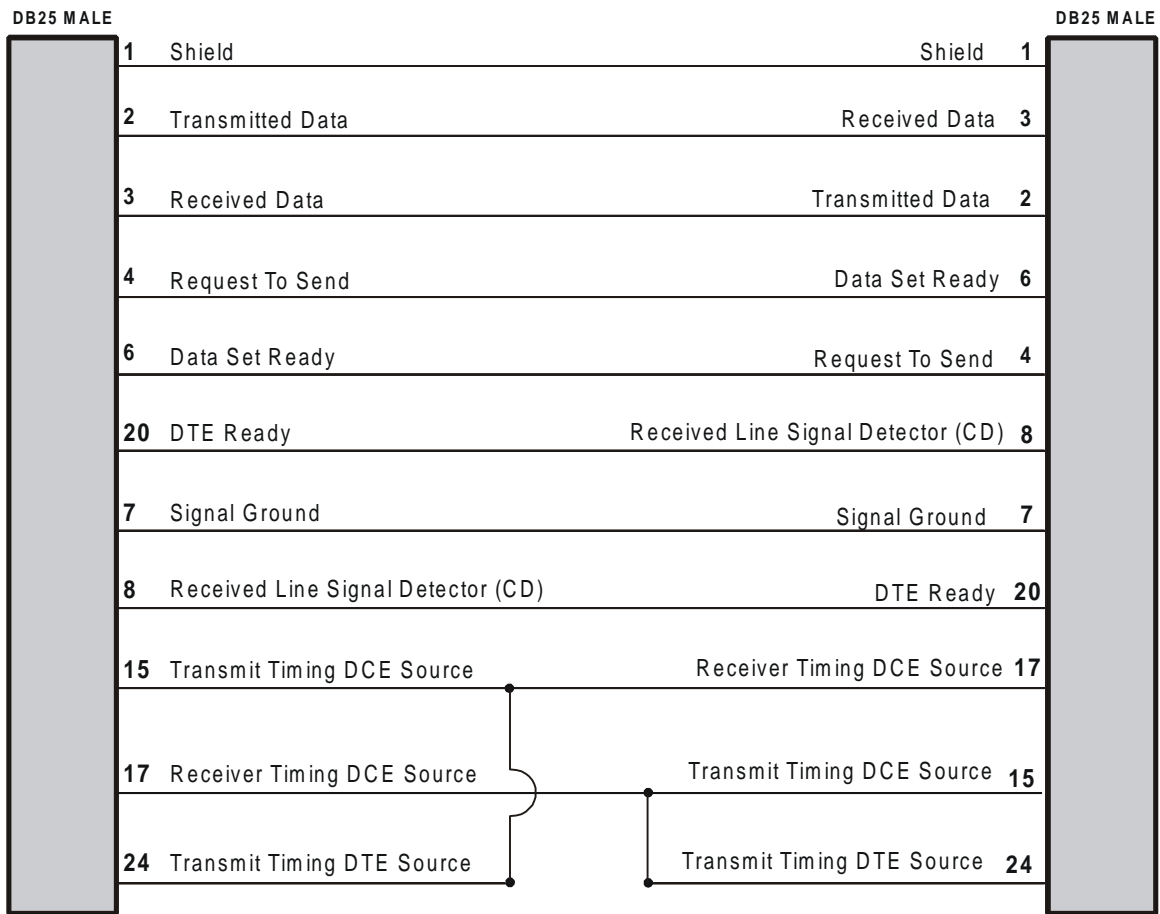 DB25 MALE DB25 MALE
1 Shield Shield 1
2 Transmitted Data Received Data 3
3 Received Data Transmitted Data 2
4 Request To Send Data Set Ready 6
6 Data Set Ready Request To Send 4
20 DTE Ready Received Line Signal Detector (CD) 8
7 Signal Ground Signal Ground 7
8 Received Line Signal Detector (CD) DTE Ready 20
15 Transmit Timing DCE Source Receiver Timing DCE Source 17
17 Receiver Timing DCE Source Transmit Timing DCE Source 15
24 Transmit Timing DTE Source Transmit Timing DTE Source 24